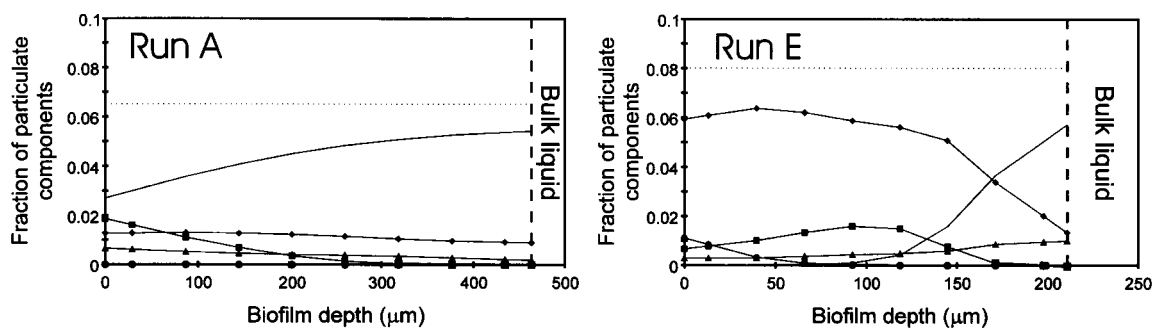 Fraction of particulate
components
0.1
0.08
0.06
0.04
0.02
0
Run A
Bulk liquid
0 100 200 300 400 500
Biofilm depth (μm)
Fraction of particulate
components
0.1
0.08
0.06
0.04
0.02
0
Run E
Bulk liquid
0 50 100 150 200 250
Biofilm depth (μm)